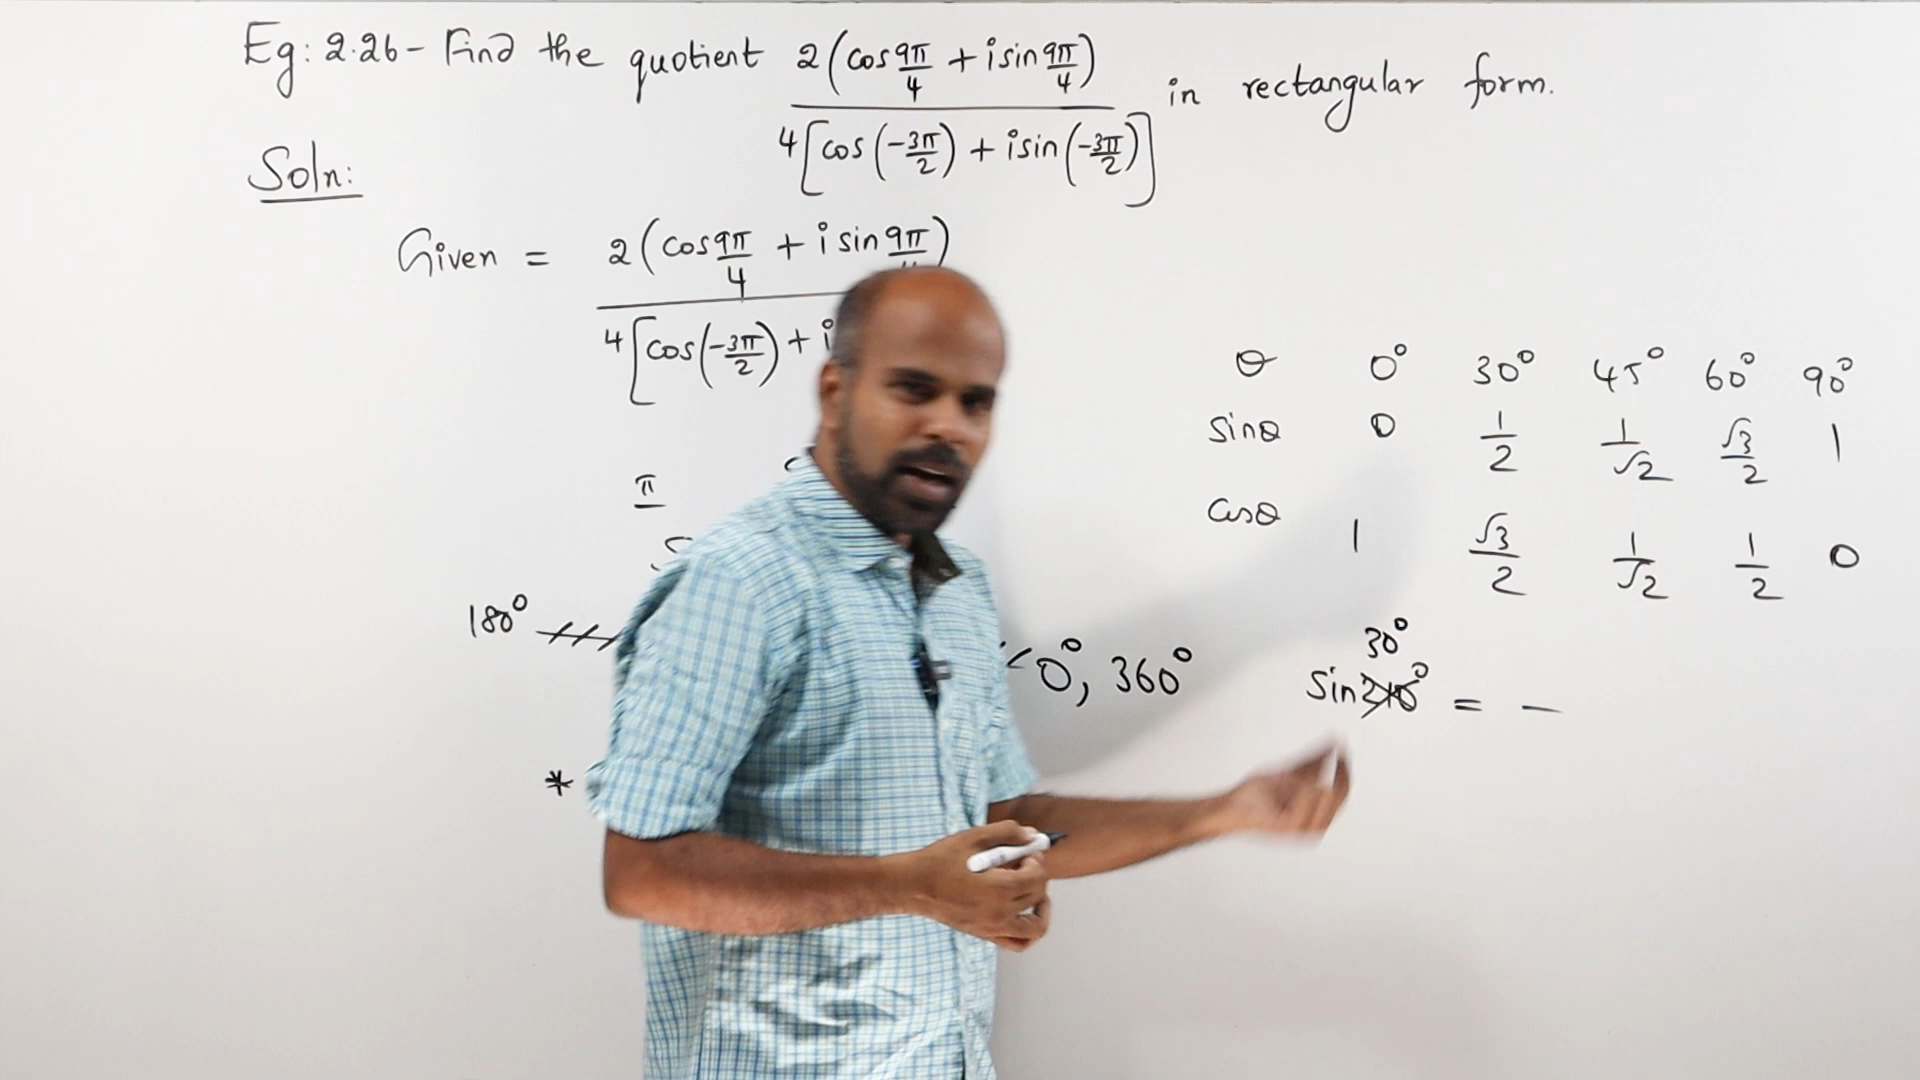 Eg: 2.26 - Find the quotient 2(cos 9π/4 + i sin 9π/4) / 4[cos(-3π/2) + i sin(-3π/2)] in rectangular form.
Soln:
Given = 2(cos 9π/4 + i sin 9π/4)
4[cos(-3π/2) + i
θ 0° 30° 45° 60° 90°
sinθ 0 1/2 1/√2 √3/2 1
cosθ 1 √3/2 1/√2 1/2 0
π
S
180°
0°, 360°
30°
sin210° = -
*